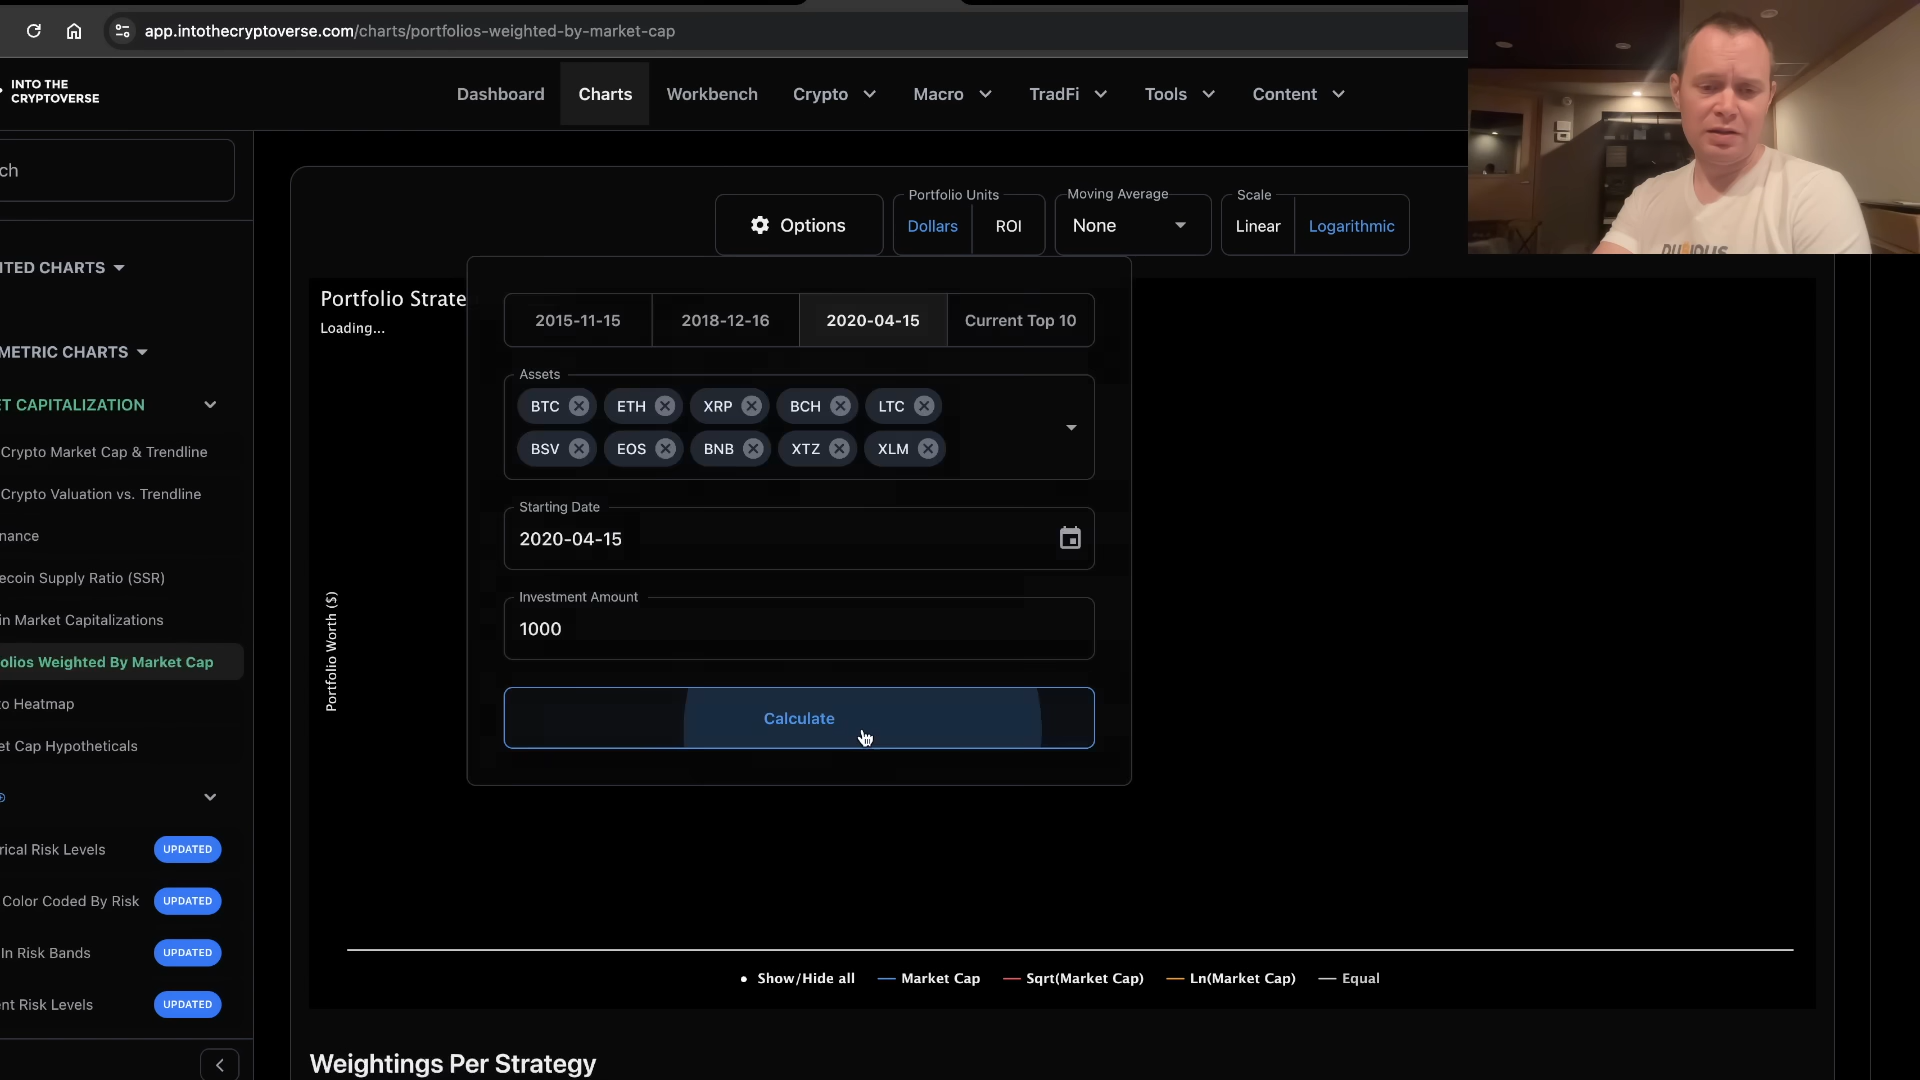 app.intothecryptoverse.com/charts/portfolios-weighted-by-market-cap
INTO THE
CRYPTOVERSE
Dashboard
Charts
Workbench
Crypto
Macro
TradFi
Tools
Content
ch
Options
Portfolio Units
Dollars
ROI
Moving Average
None
Scale
Linear
Logarithmic
ITED CHARTS
METRIC CHARTS
ET CAPITALIZATION
Crypto Market Cap & Trendline
Crypto Valuation vs. Trendline
nance
ecoin Supply Ratio (SSR)
in Market Capitalizations
olios Weighted By Market Cap
to Heatmap
et Cap Hypotheticals
rical Risk Levels
UPDATED
Color Coded By Risk
UPDATED
In Risk Bands
UPDATED
nt Risk Levels
UPDATED
Portfolio Strate
Loading...
2015-11-15
2018-12-16
2020-04-15
Current Top 10
Assets
BTC
ETH
XRP
BCH
LTC
BSV
EOS
BNB
XTZ
XLM
Starting Date
2020-04-15
Investment Amount
1000
Calculate
Portfolio Worth ($)
Show/Hide all
Market Cap
Sqrt(Market Cap)
Ln(Market Cap)
Equal
Weightings Per Strategy